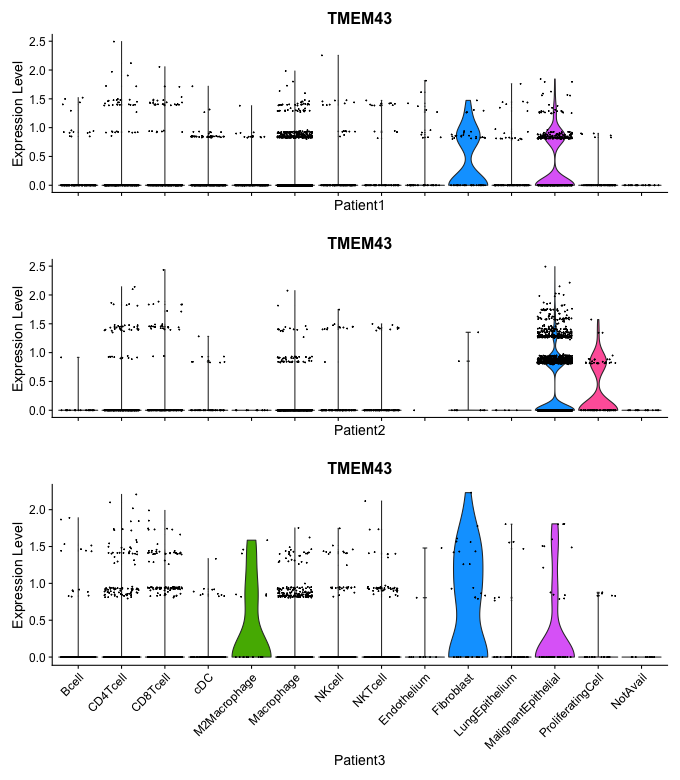 TMEM43
Expression Level
2.5
2.0
1.5
1.0
0.5
0.0
Patient1
TMEM43
Expression Level
2.5
2.0
1.5
1.0
0.5
0.0
Patient2
TMEM43
Expression Level
2.0
1.5
1.0
0.5
0.0
Bcell
CD4Tcell
CD8Tcell
cDC
M2Macrophage
Macrophage
NKcell
NKTcell
Endothelium
Fibroblast
LungEpithelium
MalignantEpithelial
ProliferatingCell
NotAvail
Patient3